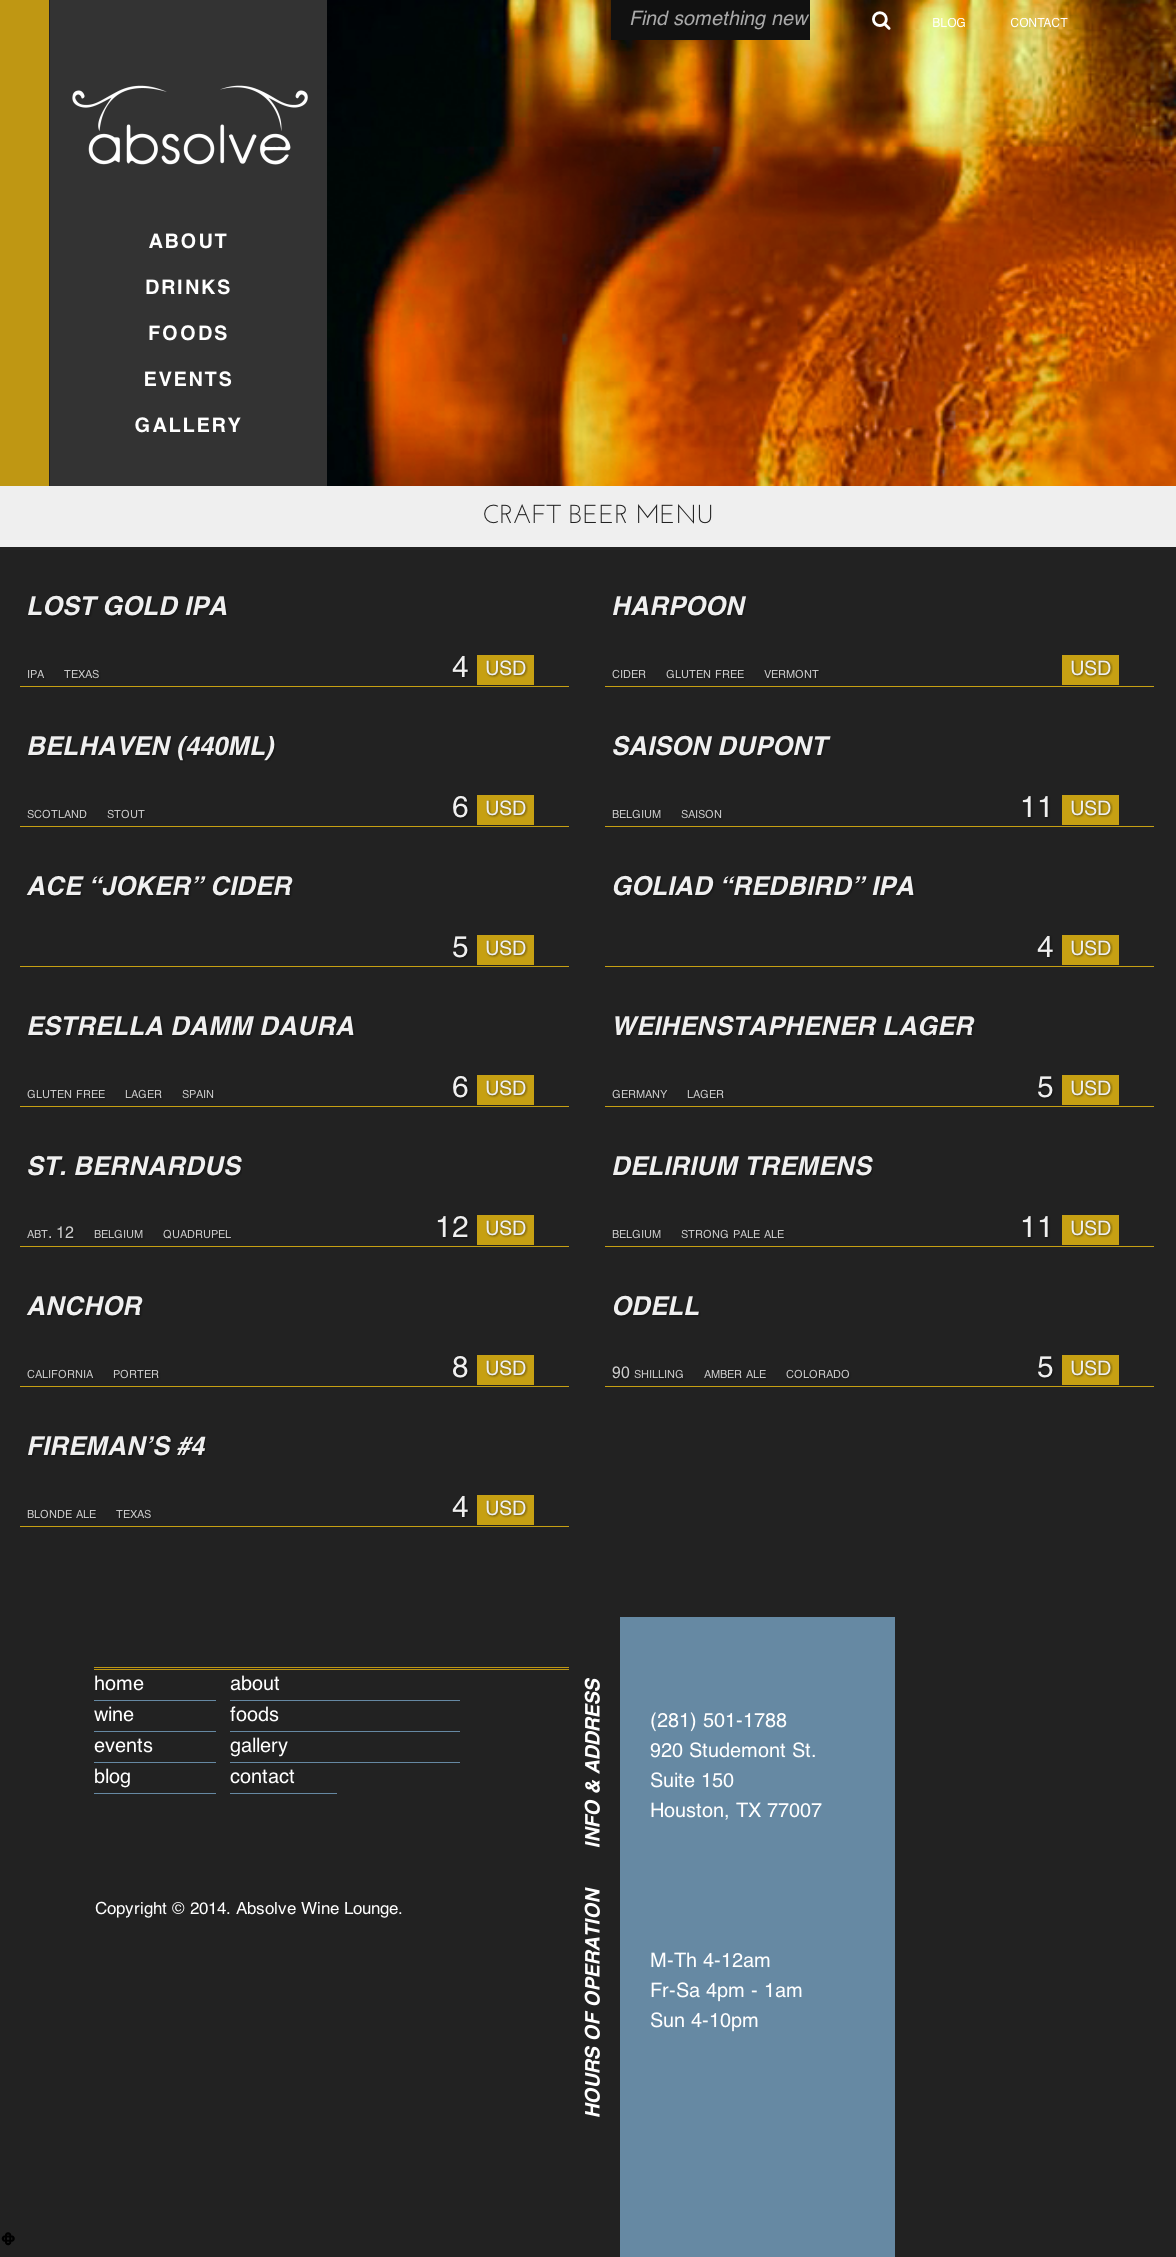 Find something new
BLOG
CONTACT
absolve
ABOUT
DRINKS
FOODS
EVENTS
GALLERY
CRAFT BEER MENU
LOST GOLD IPA
IPA TEXAS 4 USD
HARPOON
CIDER GLUTEN FREE VERMONT USD
BELHAVEN (440ML)
SCOTLAND STOUT 6 USD
SAISON DUPONT
BELGIUM SAISON 11 USD
ACE “JOKER” CIDER
5 USD
GOLIAD “REDBIRD” IPA
4 USD
ESTRELLA DAMM DAURA
GLUTEN FREE LAGER SPAIN 6 USD
WEIHENSTAPHENER LAGER
GERMANY LAGER 5 USD
ST. BERNARDUS
ABT. 12 BELGIUM QUADRUPEL 12 USD
DELIRIUM TREMENS
BELGIUM STRONG PALE ALE 11 USD
ANCHOR
CALIFORNIA PORTER 8 USD
ODELL
90 SHILLING AMBER ALE COLORADO 5 USD
FIREMAN’S #4
BLONDE ALE TEXAS 4 USD
home about
wine foods
events gallery
blog contact
Copyright © 2014. Absolve Wine Lounge.
INFO & ADDRESS
(281) 501-1788
920 Studemont St.
Suite 150
Houston, TX 77007
HOURS OF OPERATION
M-Th 4-12am
Fr-Sa 4pm - 1am
Sun 4-10pm